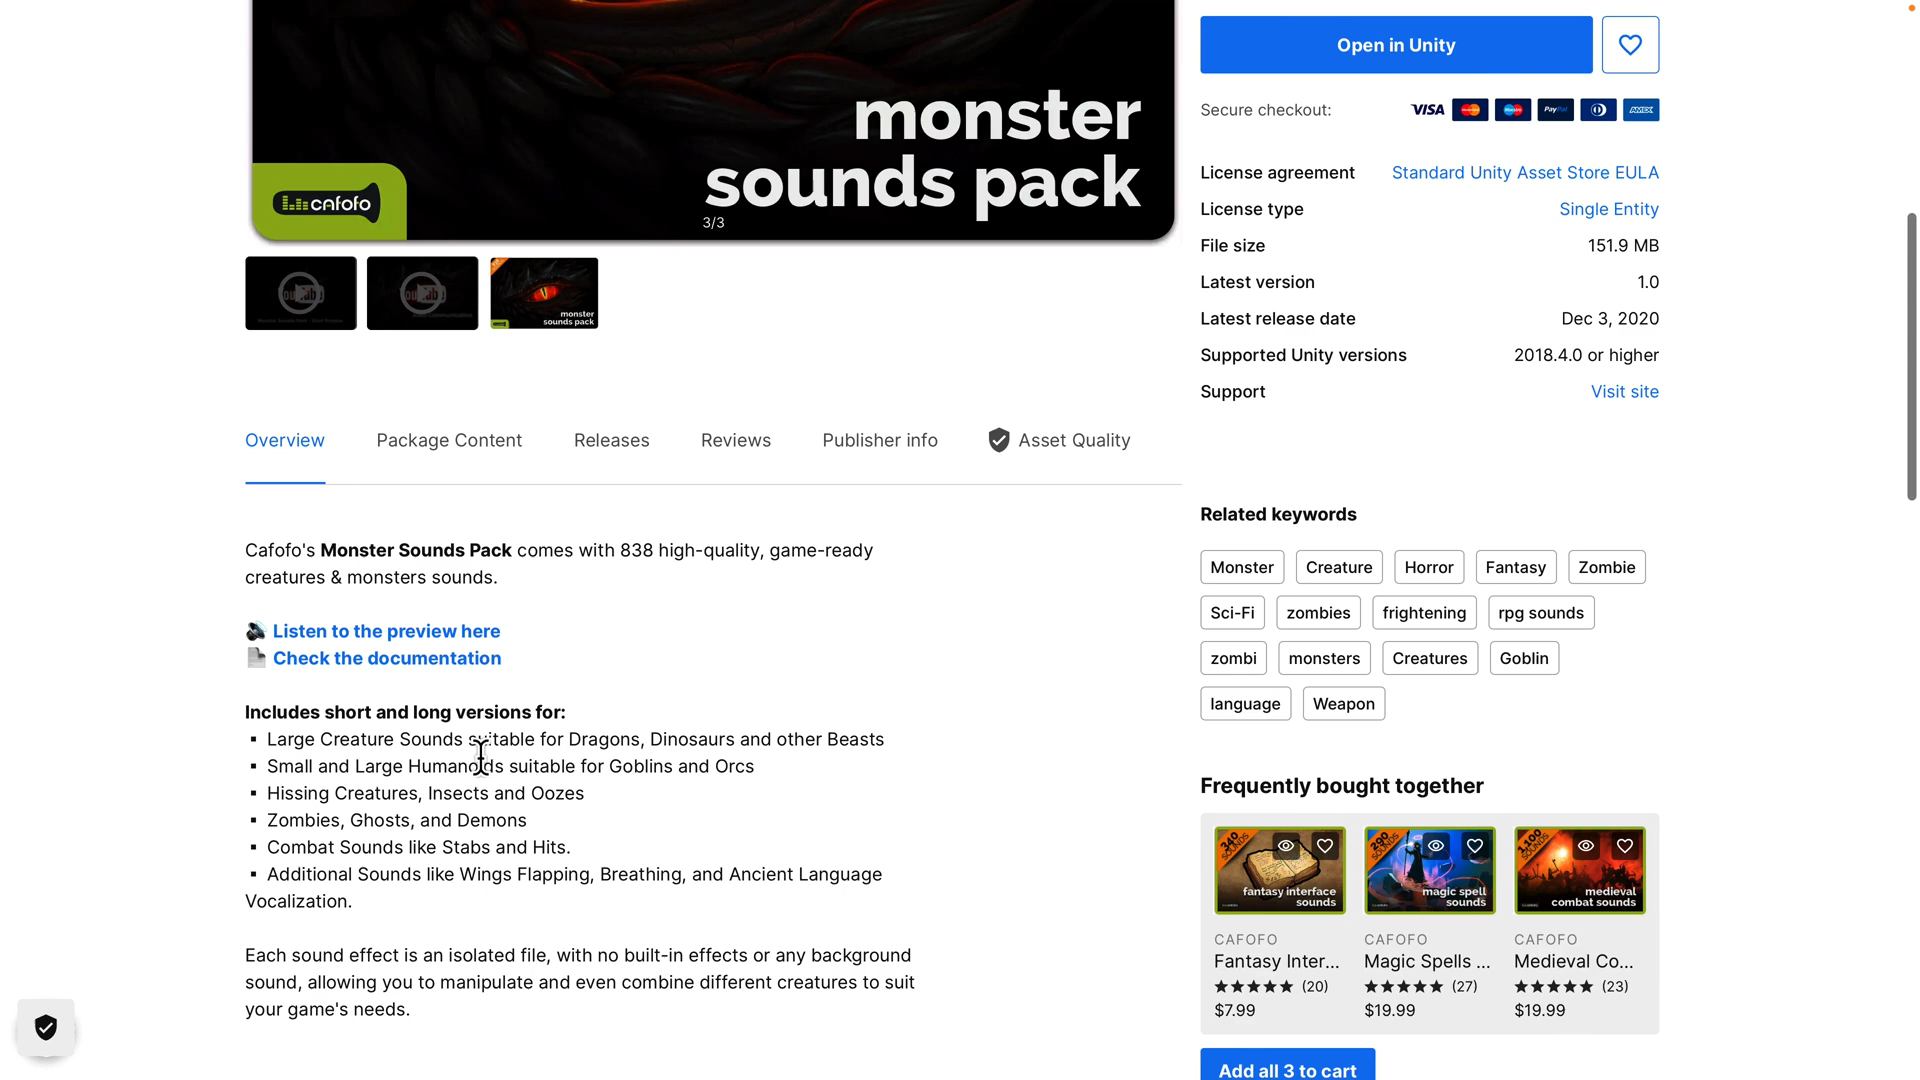 monster
sounds pack
cafofo
3/3
monster
sounds pack
Open in Unity
Secure checkout:
VISA
PayPal
AMEX
License agreement Standard Unity Asset Store EULA
License type Single Entity
File size 151.9 MB
Latest version 1.0
Latest release date Dec 3, 2020
Supported Unity versions 2018.4.0 or higher
Support Visit site
Overview Package Content Releases Reviews Publisher info Asset Quality
Cafofo's Monster Sounds Pack comes with 838 high-quality, game-ready
creatures & monsters sounds.
Listen to the preview here
Check the documentation
Includes short and long versions for:
▪ Large Creature Sounds suitable for Dragons, Dinosaurs and other Beasts
▪ Small and Large Humanoids suitable for Goblins and Orcs
▪ Hissing Creatures, Insects and Oozes
▪ Zombies, Ghosts, and Demons
▪ Combat Sounds like Stabs and Hits.
▪ Additional Sounds like Wings Flapping, Breathing, and Ancient Language
Vocalization.
Each sound effect is an isolated file, with no built-in effects or any background
sound, allowing you to manipulate and even combine different creatures to suit
your game's needs.
Related keywords
Monster Creature Horror Fantasy Zombie
Sci-Fi zombies frightening rpg sounds
zombi monsters Creatures Goblin
language Weapon
Frequently bought together
340 SOUNDS
fantasy interface
sounds
290 SOUNDS
magic spell
sounds
1,100 SOUNDS
medieval
combat sounds
CAFOFO CAFOFO CAFOFO
Fantasy Inter... Magic Spells ... Medieval Co...
★★★★★ (20) ★★★★★ (27) ★★★★★ (23)
$7.99 $19.99 $19.99
Add all 3 to cart